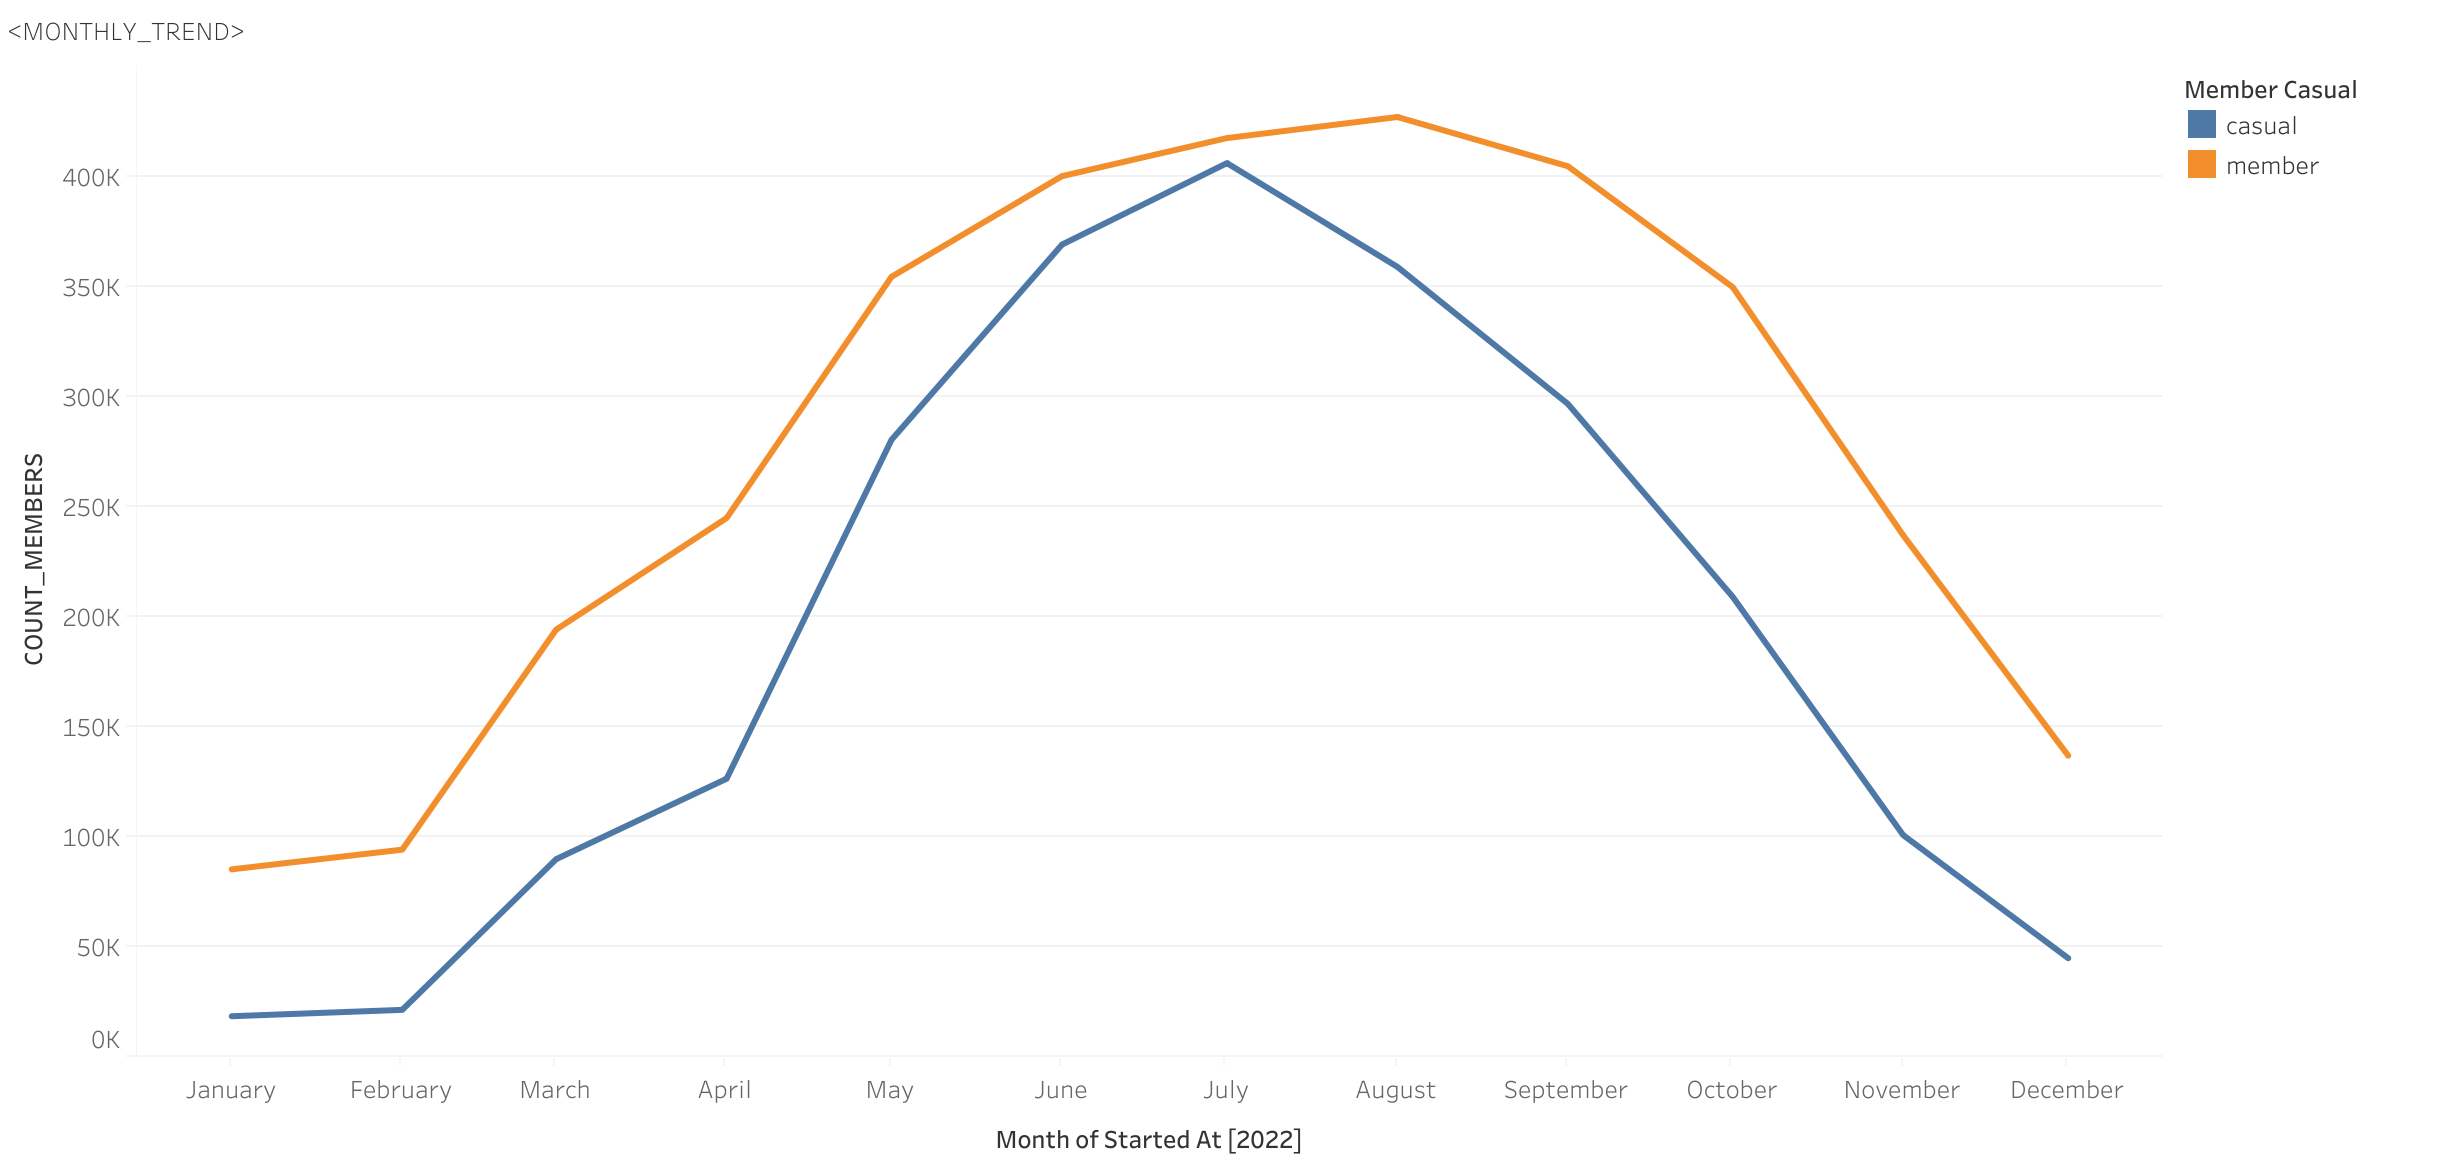 <MONTHLY_TREND>
Member Casual
casual
member
COUNT_MEMBERS
400K
350K
300K
250K
200K
150K
100K
50K
0K
January February March April May June July August September October November December
Month of Started At [2022]